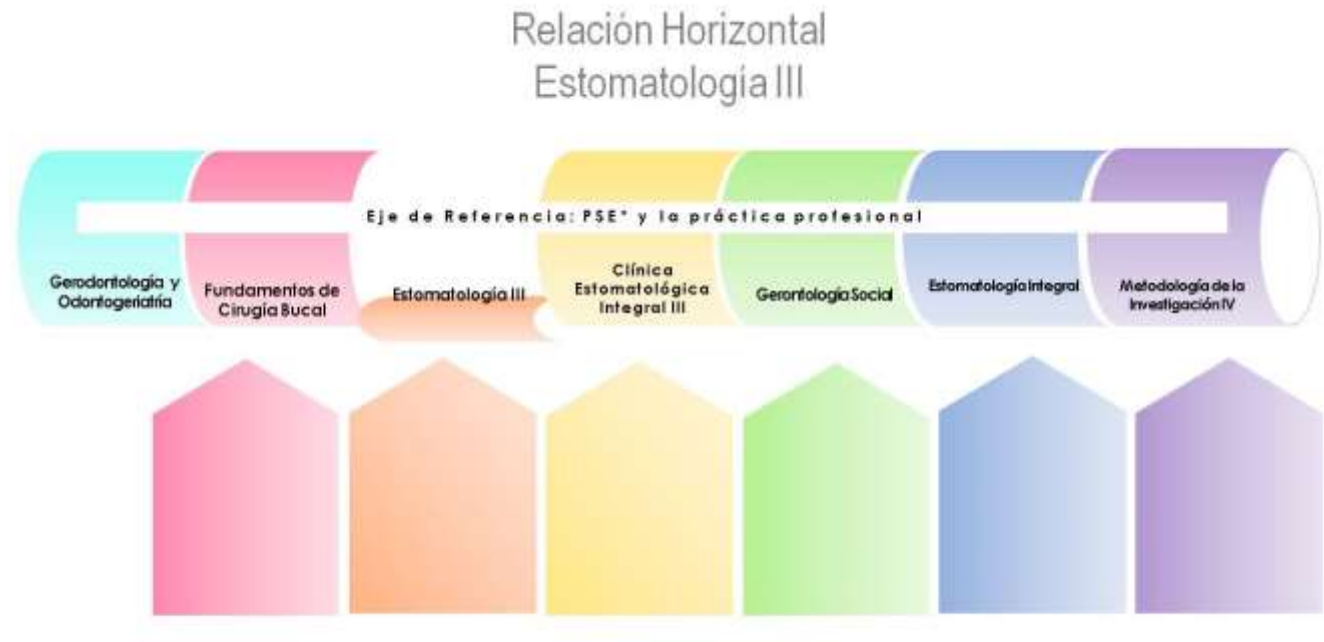 Relación Horizontal
Estomatología III
Eje de Referencia: PSE* y la práctica profesional
Gerodontología y
Odontogeriatría
Fundamentos de
Cirugía Bucal
Estomatología III
Clínica
Estomatológica
Integral III
Gerontología Social
Estomatología Integral
Metodología de la
Investigación IV